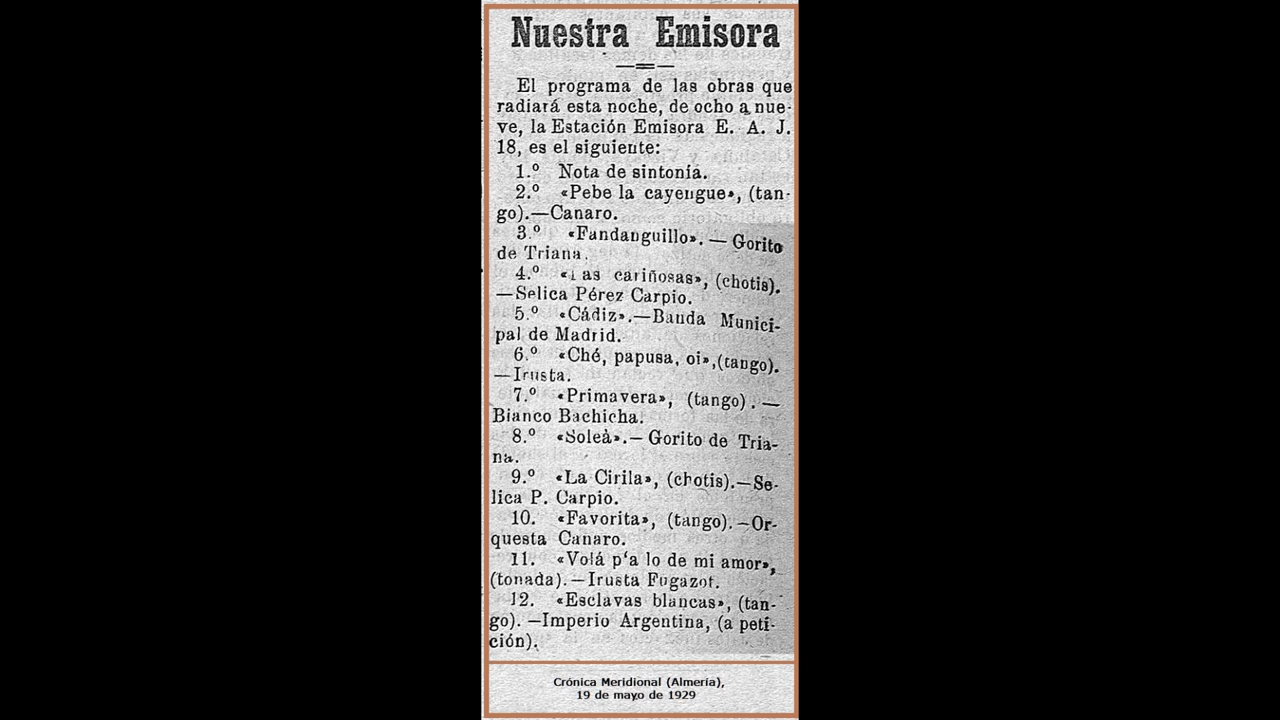 Nuestra Emisora
El programa de las obras que
radiará esta noche, de ocho a nue-
ve, la Estación Emisora E. A. J.
18, es el siguiente:
1.º Nota de sintonía.
2.º «Pebe la cayengue», (tan-
go).—Canaro.
3.º «Fandanguillo». — Gorito
de Triana.
4.º «Las cariñosas», (chotis).
—Selica Pérez Carpio.
5.º «Cádiz».—Banda Munici-
pal de Madrid.
6.º «Ché, papusa, oi»,(tango).
—Irusta.
7.º «Primavera», (tango). —
Bianco Bachicha.
8.º «Soleà».— Gorito de Tria-
na.
9.º «La Cirila», (chotis).—Se-
lica P. Carpio.
10. «Favorita», (tango).—Or-
questa Canaro.
11. «Volá p'a lo de mi amor»,
(tonada).—Irusta Fugazot.
12. «Esclavas blancas», (tan-
go). —Imperio Argentina, (a peti-
ción).
Crónica Meridional (Almería),
19 de mayo de 1929